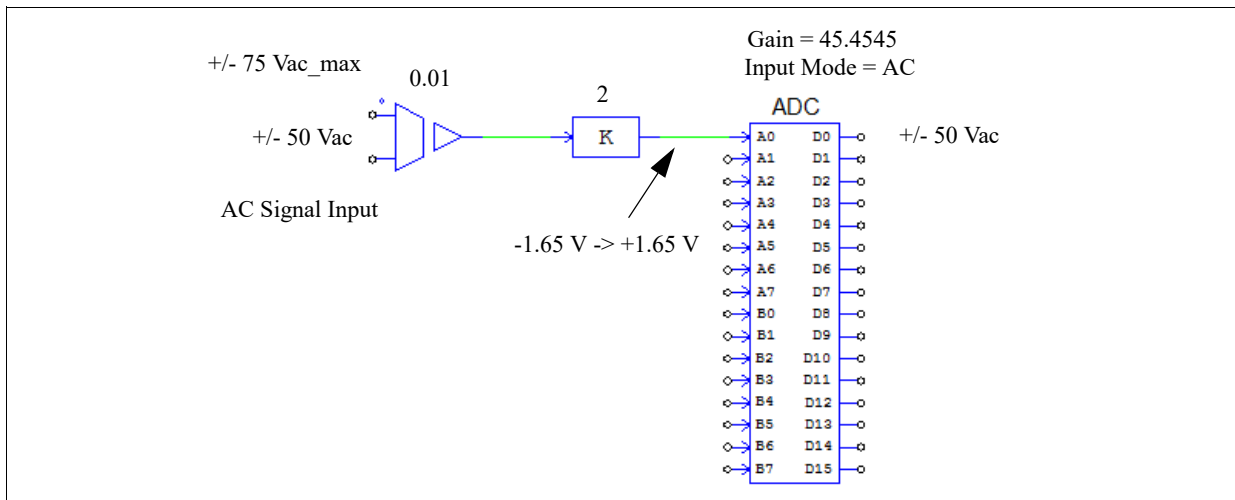 Gain = 45.4545
+/- 75 Vac_max
Input Mode = AC
0.01
2
ADC
+/- 50 Vac
K
A0 D0
+/- 50 Vac
A1 D1
A2 D2
A3 D3
AC Signal Input
A4 D4
-1.65 V -> +1.65 V
A5 D5
A6 D6
A7 D7
B0 D8
B1 D9
B2 D10
B3 D11
B4 D12
B5 D13
B6 D14
B7 D15